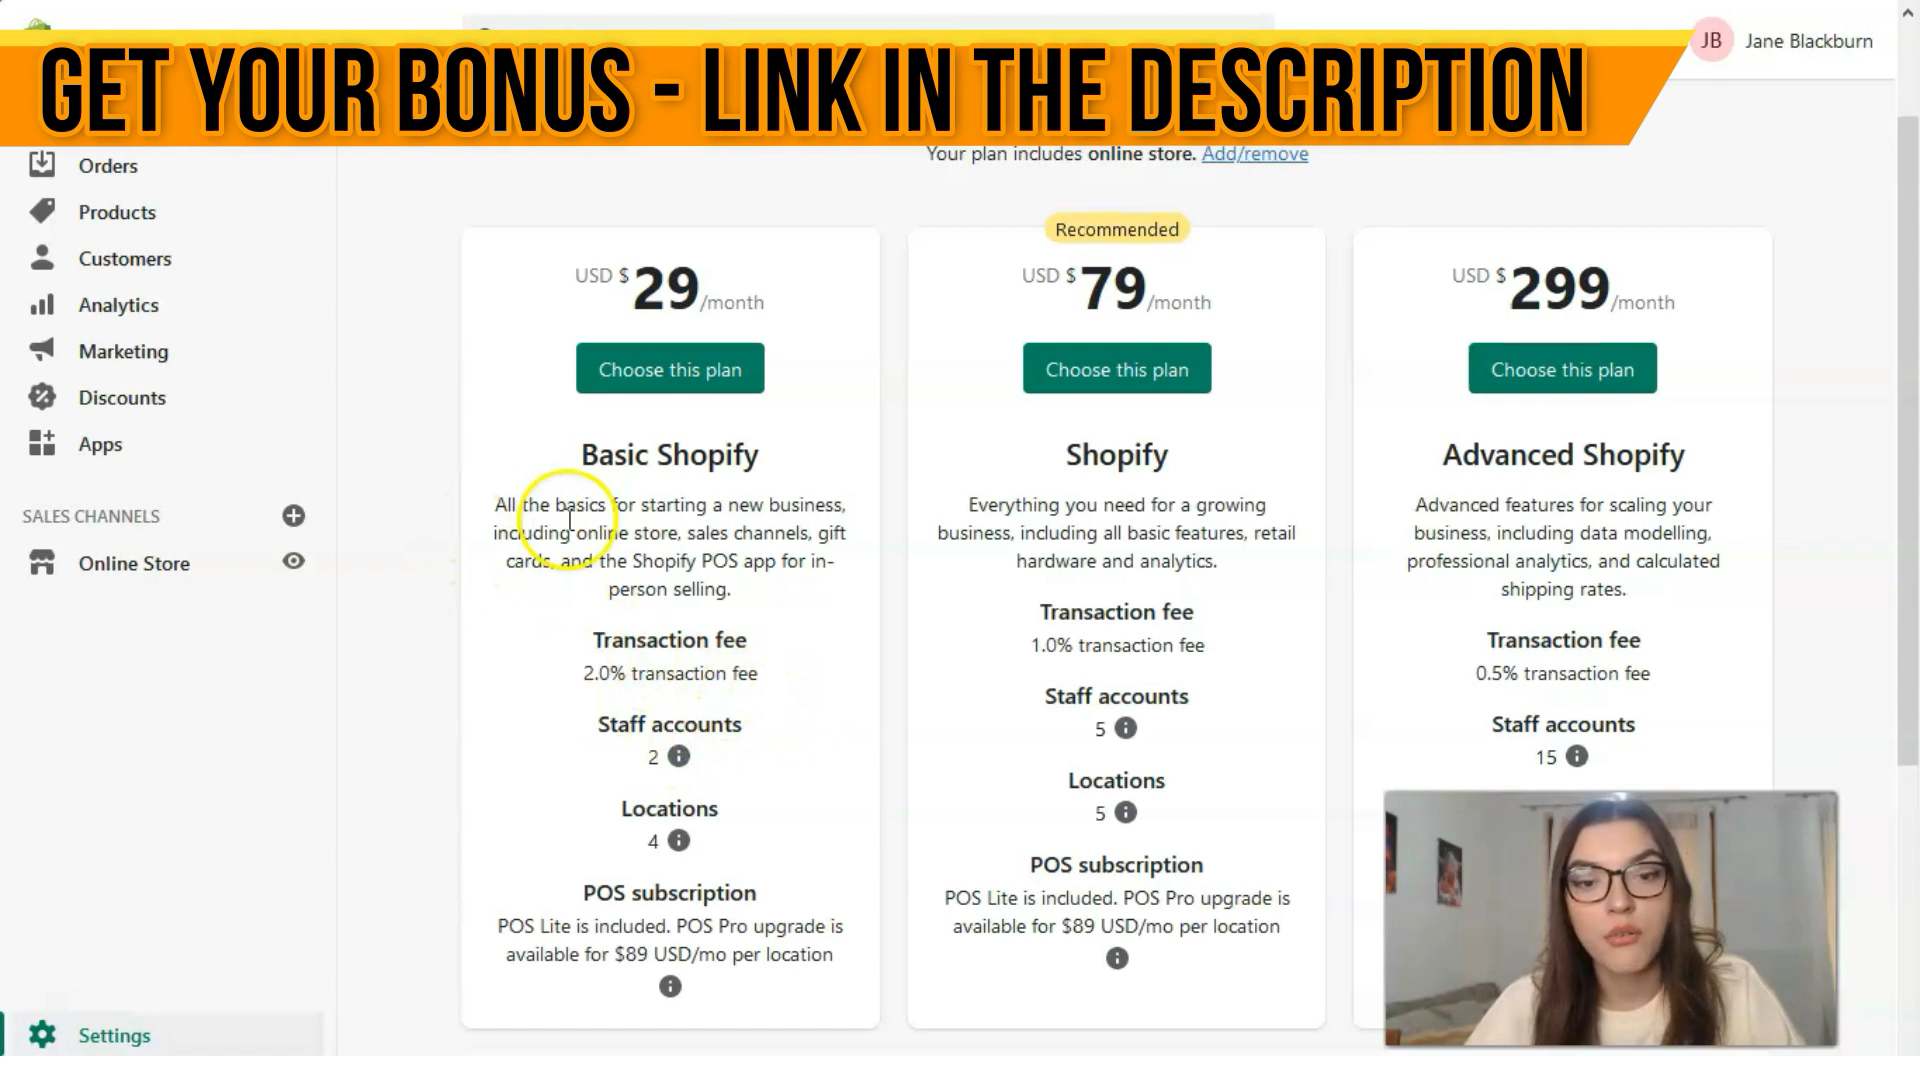 GET YOUR BONUS - LINK IN THE DESCRIPTION
JB Jane Blackburn
Your plan includes online store. Add/remove
Orders
Products
Customers
Analytics
Marketing
Discounts
Apps
SALES CHANNELS
Online Store
Settings
USD $ 29 /month
Choose this plan
Basic Shopify
All the basics for starting a new business,
including online store, sales channels, gift
cards, and the Shopify POS app for in-
person selling.
Transaction fee
2.0% transaction fee
Staff accounts
2
Locations
4
POS subscription
POS Lite is included. POS Pro upgrade is
available for $89 USD/mo per location
Recommended
USD $ 79 /month
Choose this plan
Shopify
Everything you need for a growing
business, including all basic features, retail
hardware and analytics.
Transaction fee
1.0% transaction fee
Staff accounts
5
Locations
5
POS subscription
POS Lite is included. POS Pro upgrade is
available for $89 USD/mo per location
USD $ 299 /month
Choose this plan
Advanced Shopify
Advanced features for scaling your
business, including data modelling,
professional analytics, and calculated
shipping rates.
Transaction fee
0.5% transaction fee
Staff accounts
15